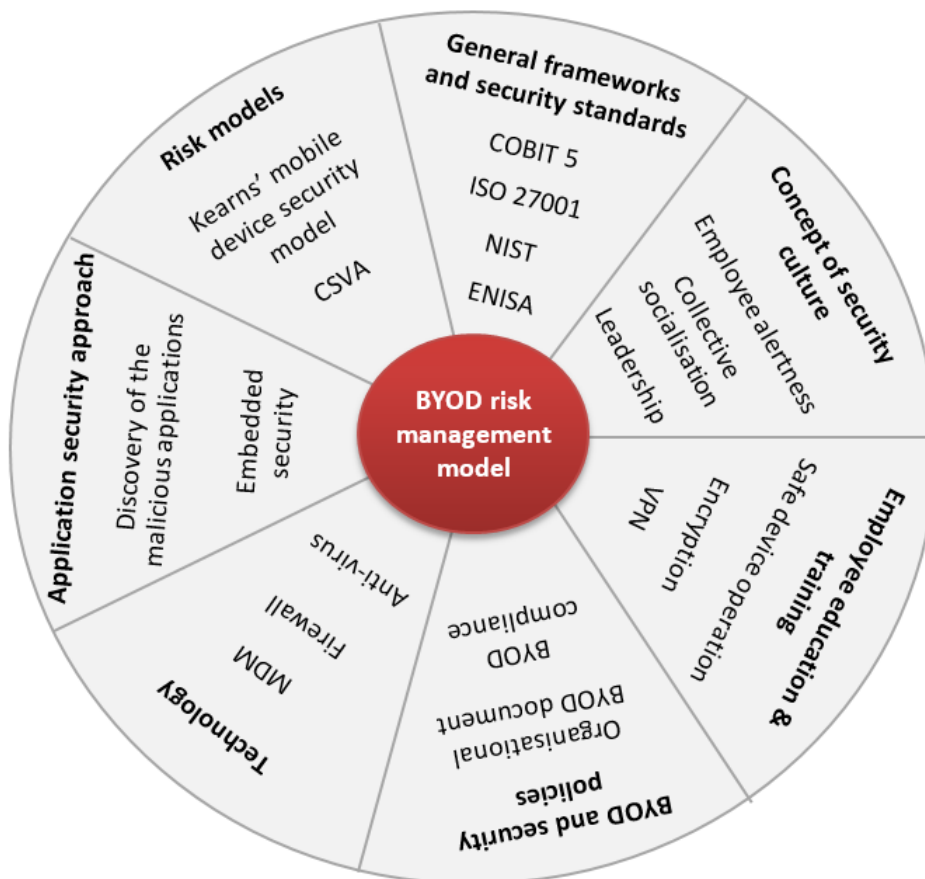 General frameworks
and security standards
COBIT 5
ISO 27001
NIST
ENISA
Concept of security
culture
Employee alertness
Collective
socialisation
Leadership
Employee education &
training
Safe device operation
Encryption
VPN
BYOD and security
policies
Organisational
BYOD document
BYOD
compliance
Technology
MDM
Firewall
Anti-virus
Application security approach
Discovery of the
malicious applications
Embedded
security
Risk models
Kearns’ mobile
device security
model
CSVA
BYOD risk
management
model